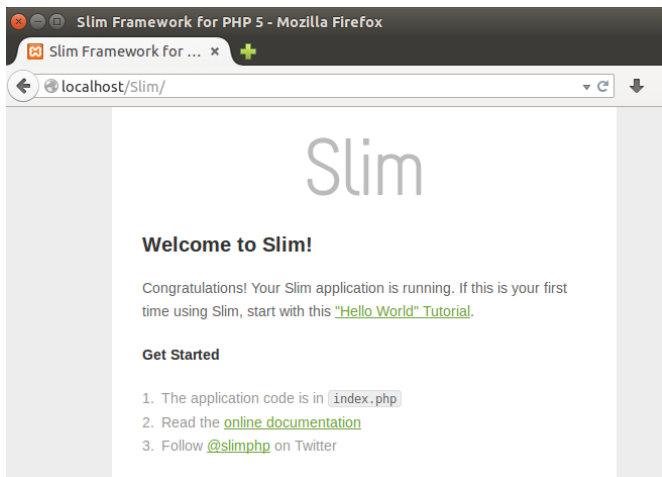 Slim Framework for PHP 5 - Mozilla Firefox
Slim Framework for ...
localhost/Slim/
Slim
Welcome to Slim!
Congratulations! Your Slim application is running. If this is your first
time using Slim, start with this "Hello World" Tutorial.
Get Started
1. The application code is in index.php
2. Read the online documentation
3. Follow @slimphp on Twitter